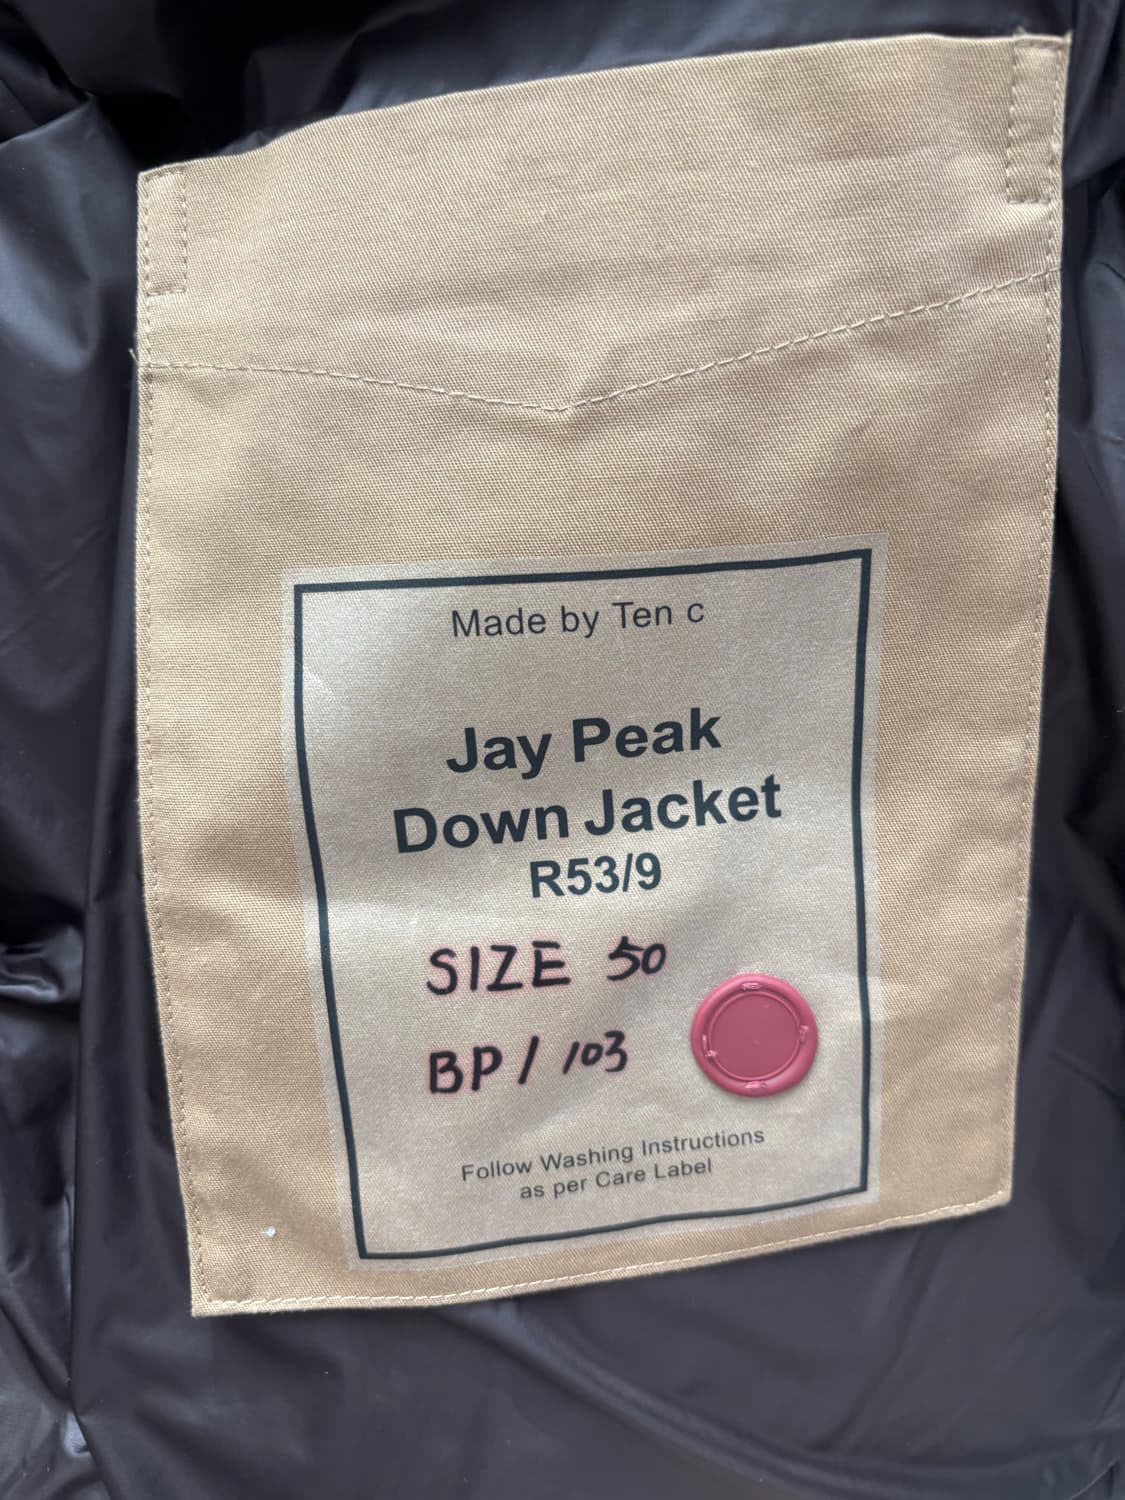 Made by Ten c
Jay Peak
Down Jacket
R53/9
SIZE 50
BP / 103
Follow Washing Instructions
as per Care Label